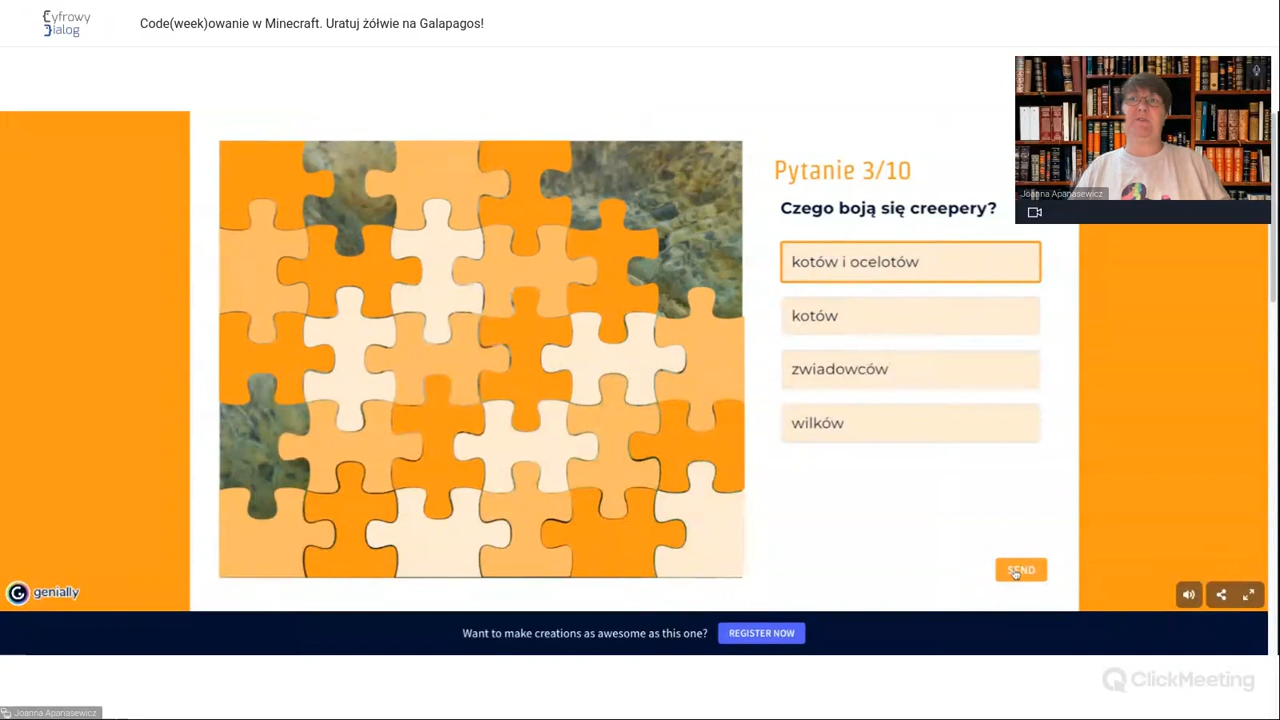 Cyfrowy
Dialog
Code(week)owanie w Minecraft. Uratuj żółwie na Galapagos!
Joanna Apanasewicz
Pytanie 3/10
Czego boją się creepery?
kotów i ocelotów
kotów
zwiadowców
wilków
SEND
genially
Want to make creations as awesome as this one?
REGISTER NOW
ClickMeeting
Joanna Apanasewicz